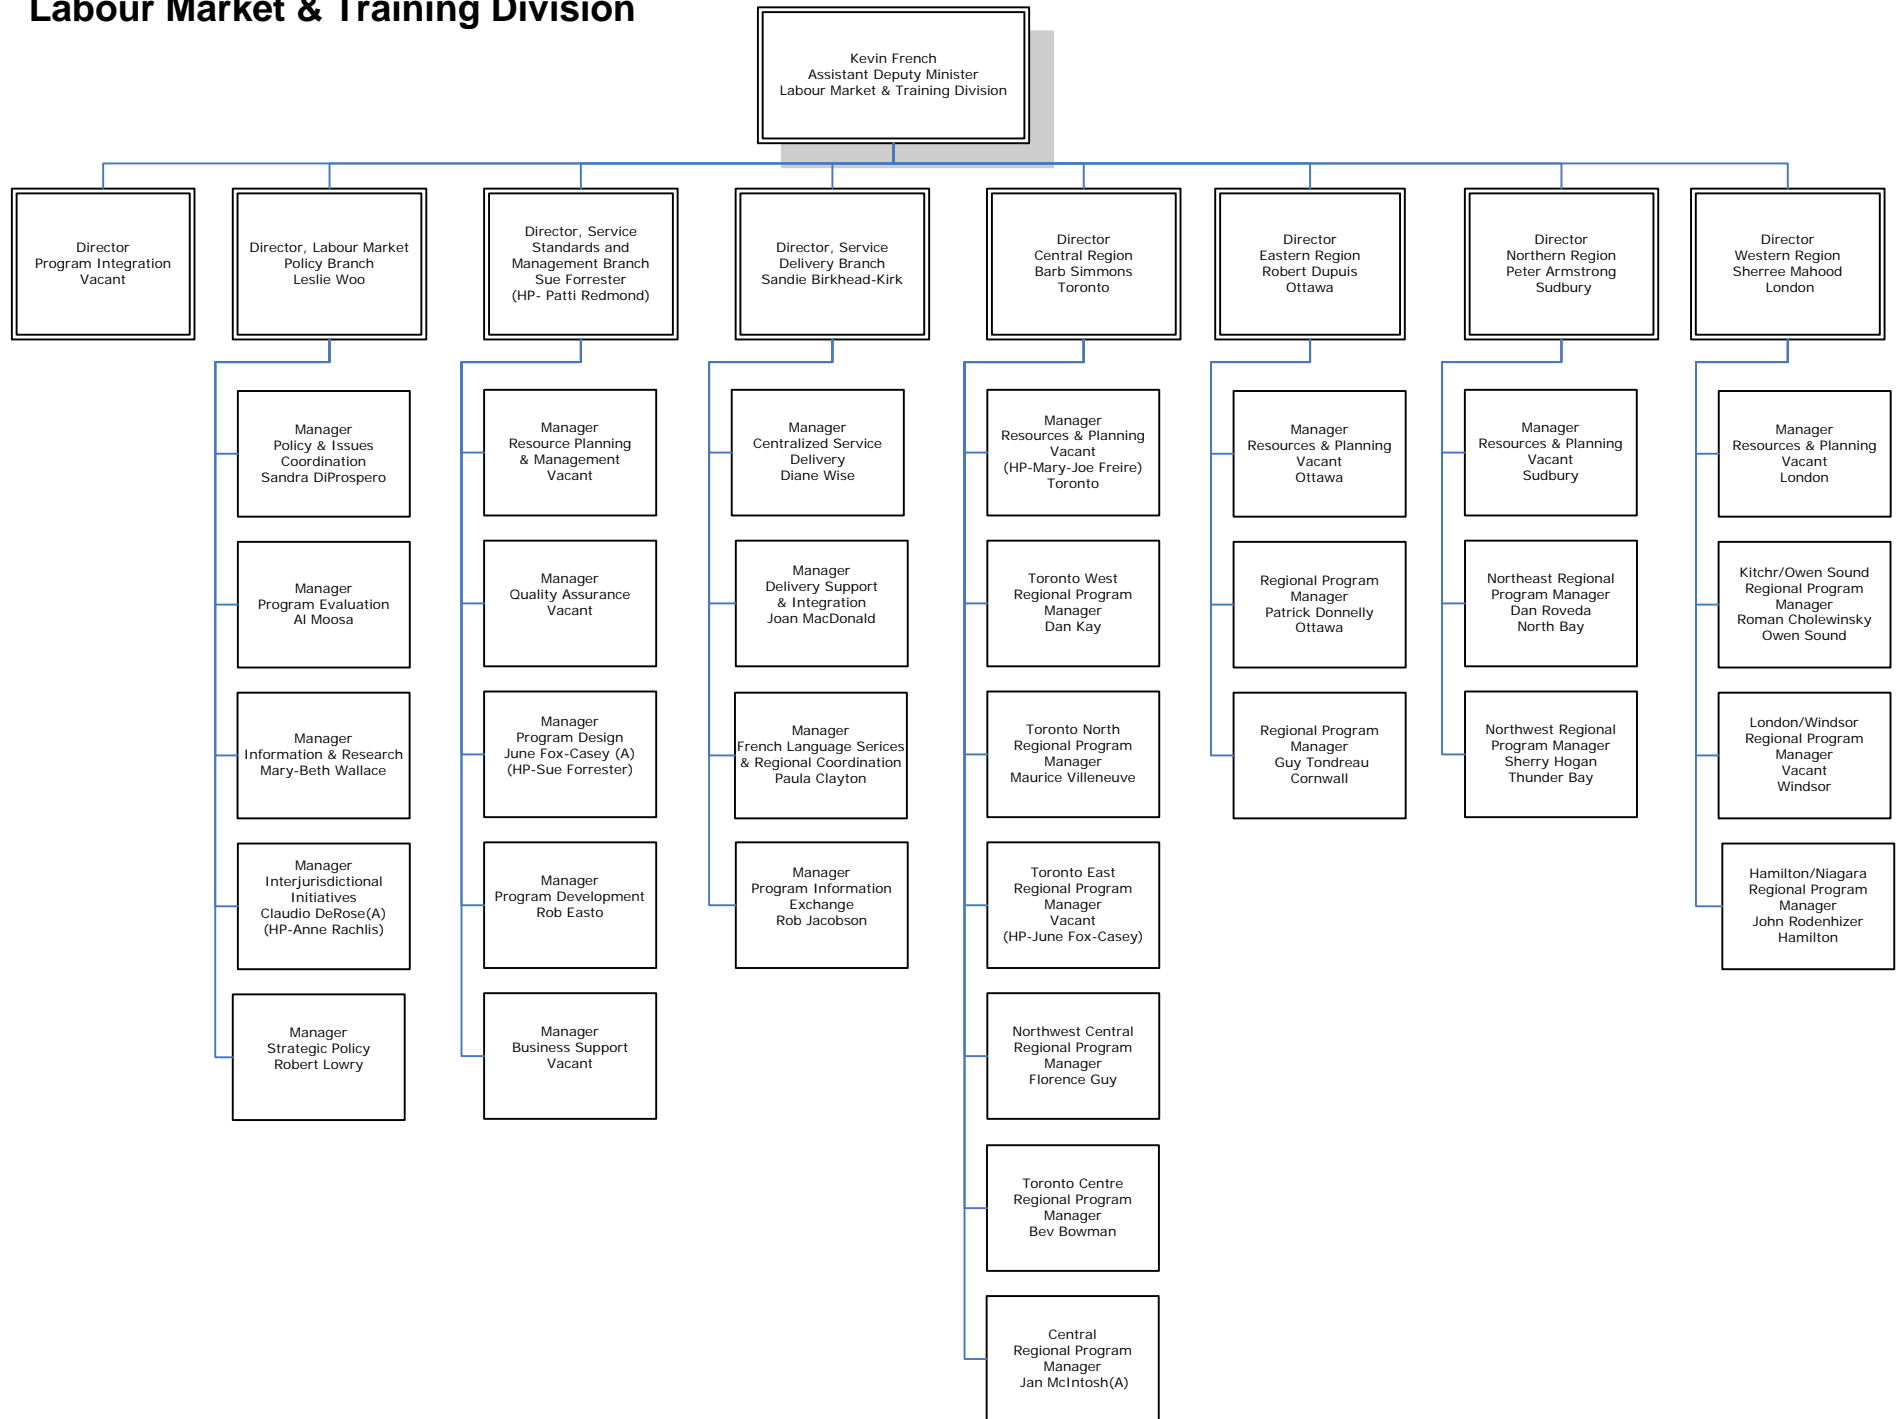 Labour Market & Training Division
Kevin French
Assistant Deputy Minister
Labour Market & Training Division
Director
Program Integration
Vacant
Director, Labour Market
Policy Branch
Leslie Woo
Director, Service
Standards and
Management Branch
Sue Forrester
(HP- Patti Redmond)
Director, Service
Delivery Branch
Sandie Birkhead-Kirk
Director
Central Region
Barb Simmons
Toronto
Director
Eastern Region
Robert Dupuis
Ottawa
Director
Northern Region
Peter Armstrong
Sudbury
Director
Western Region
Sherree Mahood
London
Manager
Policy & Issues
Coordination
Sandra DiProspero
Manager
Program Evaluation
Al Moosa
Manager
Information & Research
Mary-Beth Wallace
Manager
Interjurisdictional
Initiatives
Claudio DeRose(A)
(HP-Anne Rachlis)
Manager
Strategic Policy
Robert Lowry
Manager
Resource Planning
& Management
Vacant
Manager
Quality Assurance
Vacant
Manager
Program Design
June Fox-Casey (A)
(HP-Sue Forrester)
Manager
Program Development
Rob Easto
Manager
Business Support
Vacant
Manager
Centralized Service
Delivery
Diane Wise
Manager
Delivery Support
& Integration
Joan MacDonald
Manager
French Language Serices
& Regional Coordination
Paula Clayton
Manager
Program Information
Exchange
Rob Jacobson
Manager
Resources & Planning
Vacant
(HP-Mary-Joe Freire)
Toronto
Toronto West
Regional Program
Manager
Dan Kay
Toronto North
Regional Program
Manager
Maurice Villeneuve
Toronto East
Regional Program
Manager
Vacant
(HP-June Fox-Casey)
Northwest Central
Regional Program
Manager
Florence Guy
Toronto Centre
Regional Program
Manager
Bev Bowman
Central
Regional Program
Manager
Jan McIntosh(A)
Manager
Resources & Planning
Vacant
Ottawa
Regional Program
Manager
Patrick Donnelly
Ottawa
Regional Program
Manager
Guy Tondreau
Cornwall
Manager
Resources & Planning
Vacant
Sudbury
Northeast Regional
Program Manager
Dan Roveda
North Bay
Northwest Regional
Program Manager
Sherry Hogan
Thunder Bay
Manager
Resources & Planning
Vacant
London
Kitchr/Owen Sound
Regional Program
Manager
Roman Cholewinsky
Owen Sound
London/Windsor
Regional Program
Manager
Vacant
Windsor
Hamilton/Niagara
Regional Program
Manager
John Rodenhizer
Hamilton